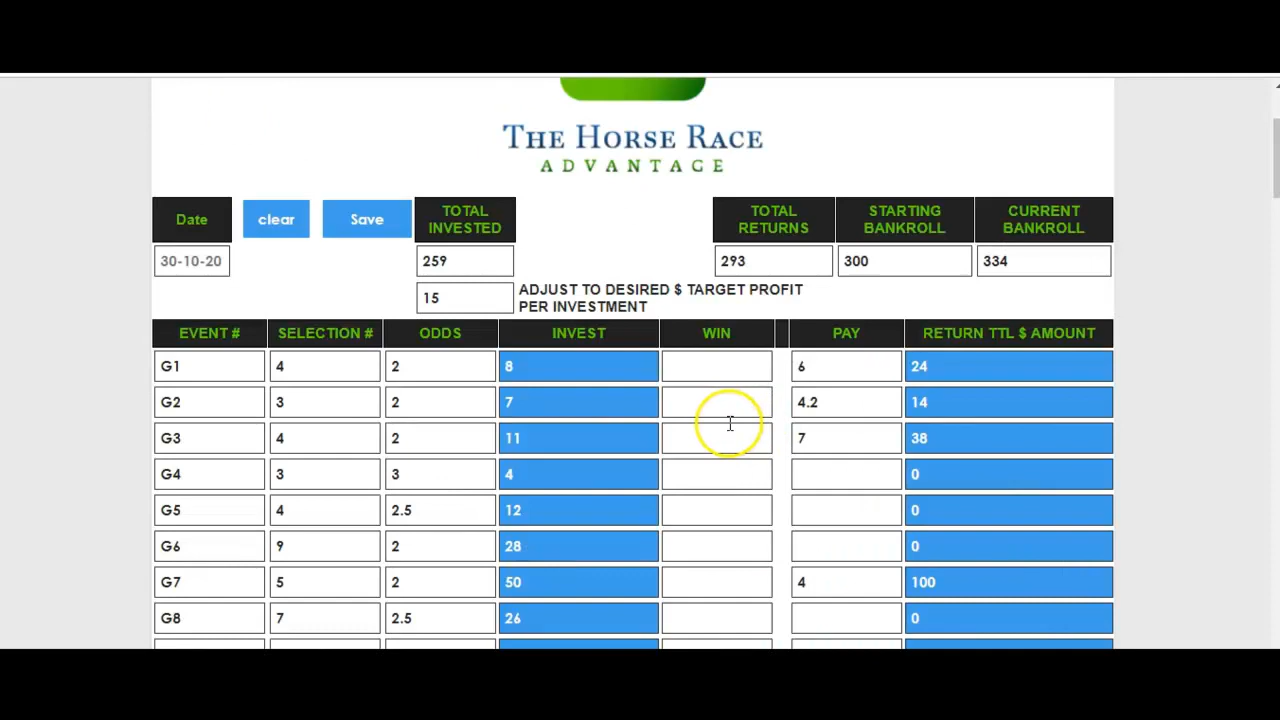 THE HORSE RACE
ADVANTAGE
Date clear Save TOTAL INVESTED TOTAL RETURNS STARTING BANKROLL CURRENT BANKROLL
30-10-20 259 293 300 334
15 ADJUST TO DESIRED $ TARGET PROFIT
PER INVESTMENT
EVENT # SELECTION # ODDS INVEST WIN PAY RETURN TTL $ AMOUNT
G1 4 2 8 6 24
G2 3 2 7 4.2 14
G3 4 2 11 7 38
G4 3 3 4 0
G5 4 2.5 12 0
G6 9 2 28 0
G7 5 2 50 4 100
G8 7 2.5 26 0